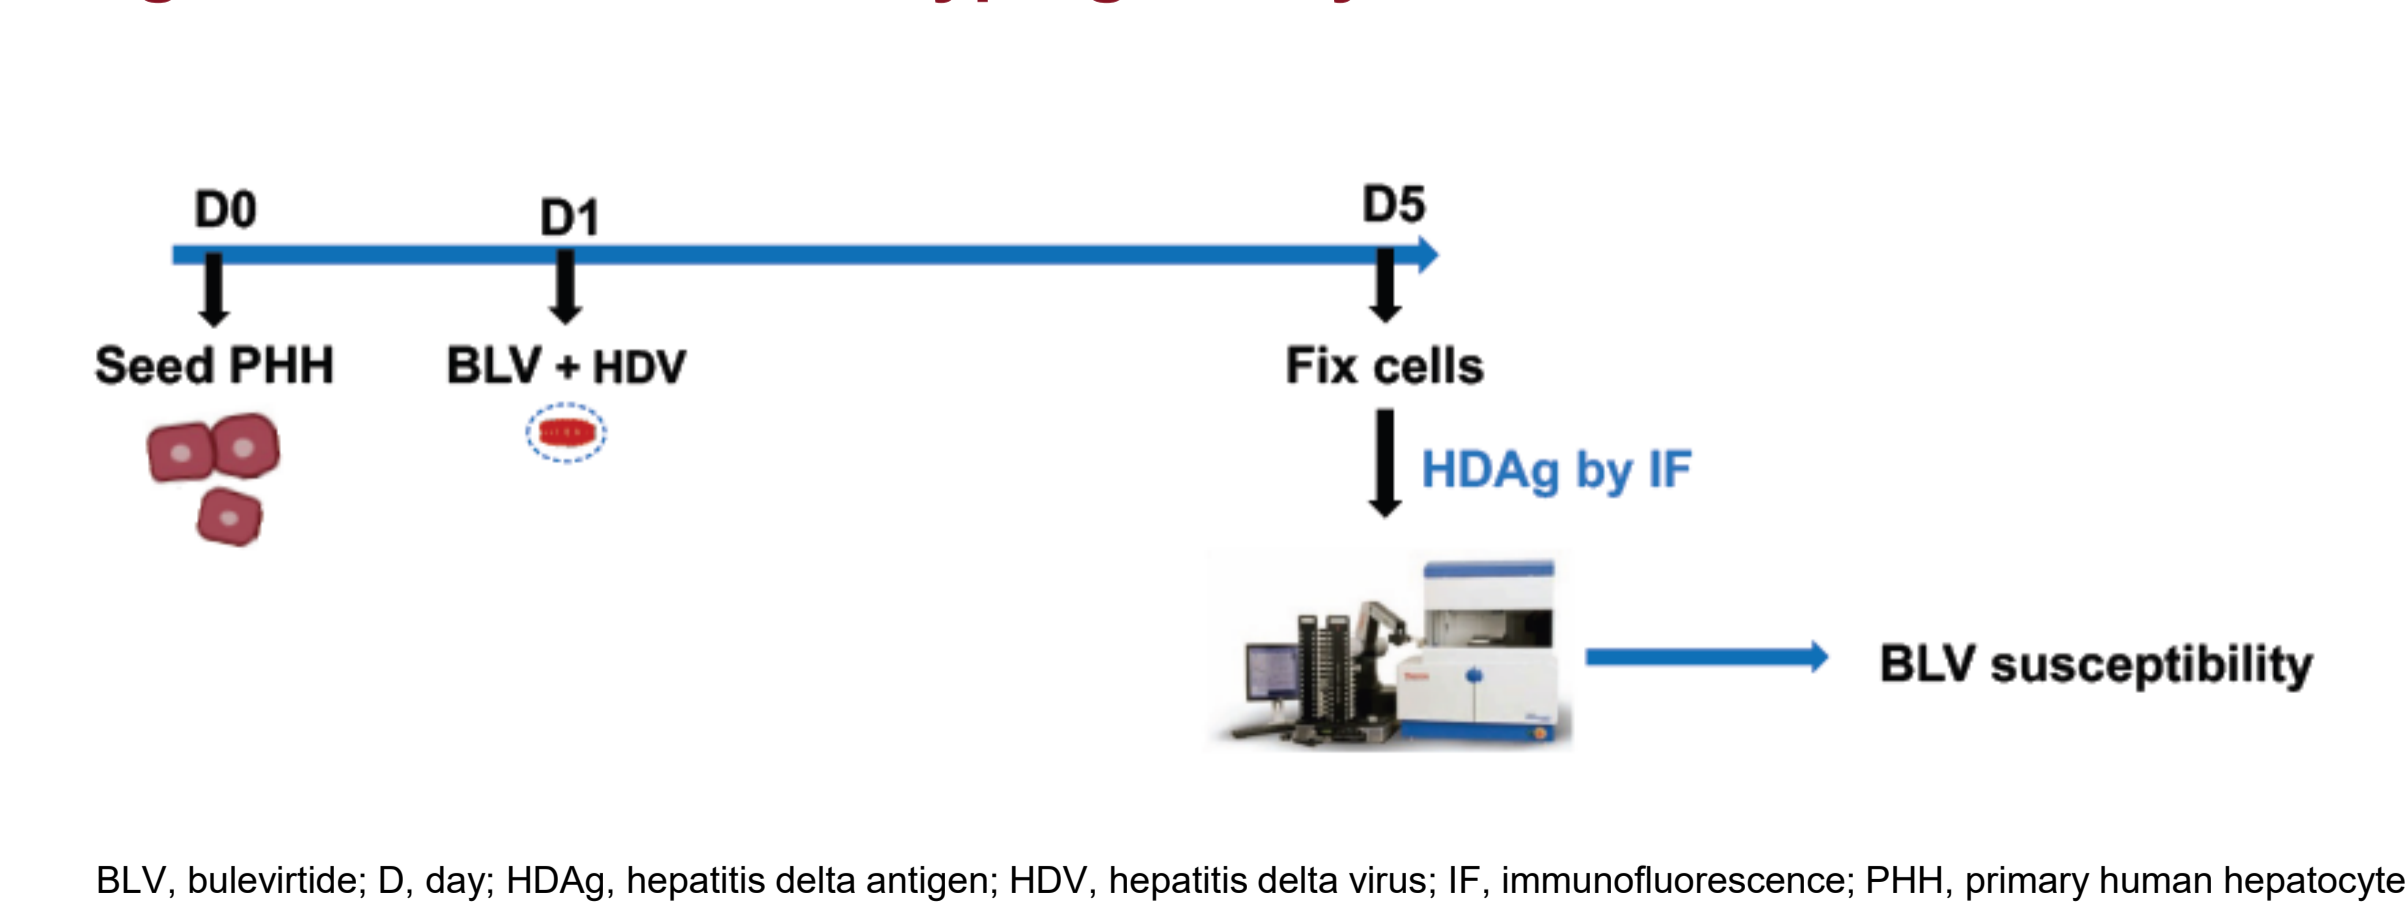 D0
D1
D5
Seed PHH
BLV + HDV
Fix cells
HDAg by IF
BLV susceptibility
BLV, bulevirtide; D, day; HDAg, hepatitis delta antigen; HDV, hepatitis delta virus; IF, immunofluorescence; PHH, primary human hepatocyte